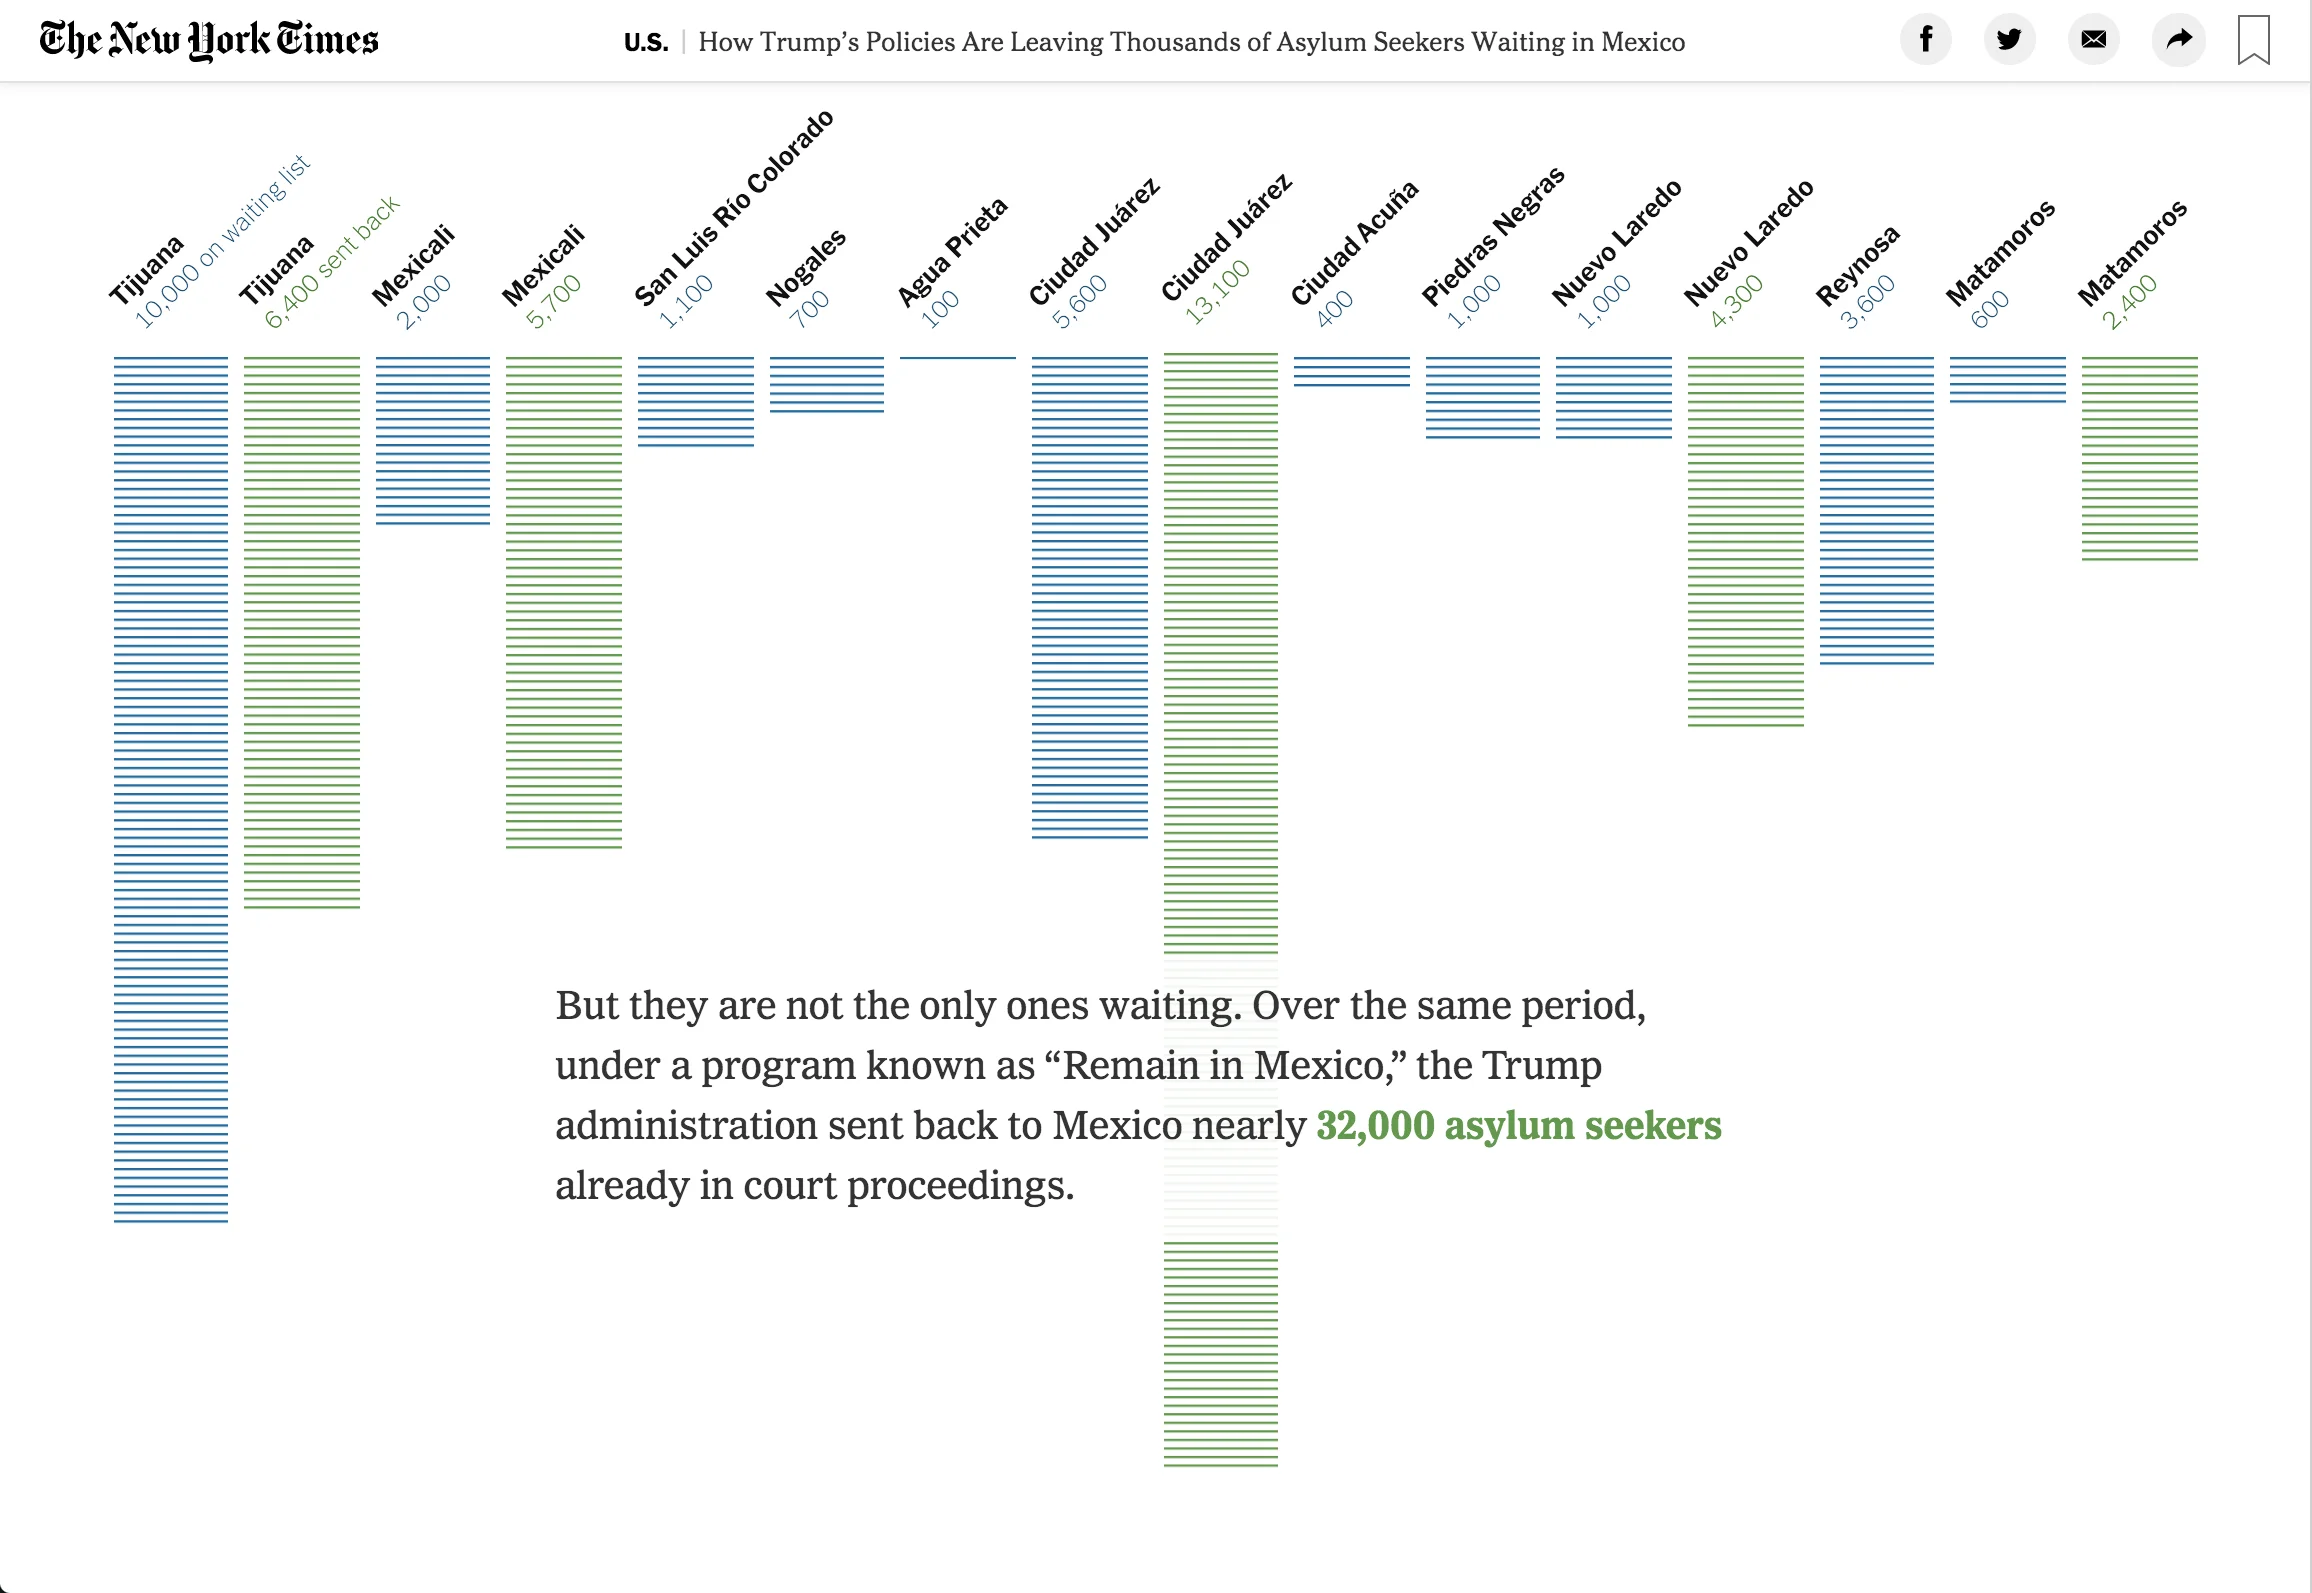 The New York Times
U.S. | How Trump’s Policies Are Leaving Thousands of Asylum Seekers Waiting in Mexico
Tijuana
10,000 on waiting list
Tijuana
6,400 sent back
Mexicali
2,000
Mexicali
5,700
San Luis Río Colorado
1,100
Nogales
700
Agua Prieta
100
Ciudad Juárez
5,600
Ciudad Juárez
13,100
Ciudad Acuña
400
Piedras Negras
1,000
Nuevo Laredo
1,000
Nuevo Laredo
4,300
Reynosa
3,600
Matamoros
600
Matamoros
2,400
But they are not the only ones waiting. Over the same period,
under a program known as “Remain in Mexico,” the Trump
administration sent back to Mexico nearly 32,000 asylum seekers
already in court proceedings.